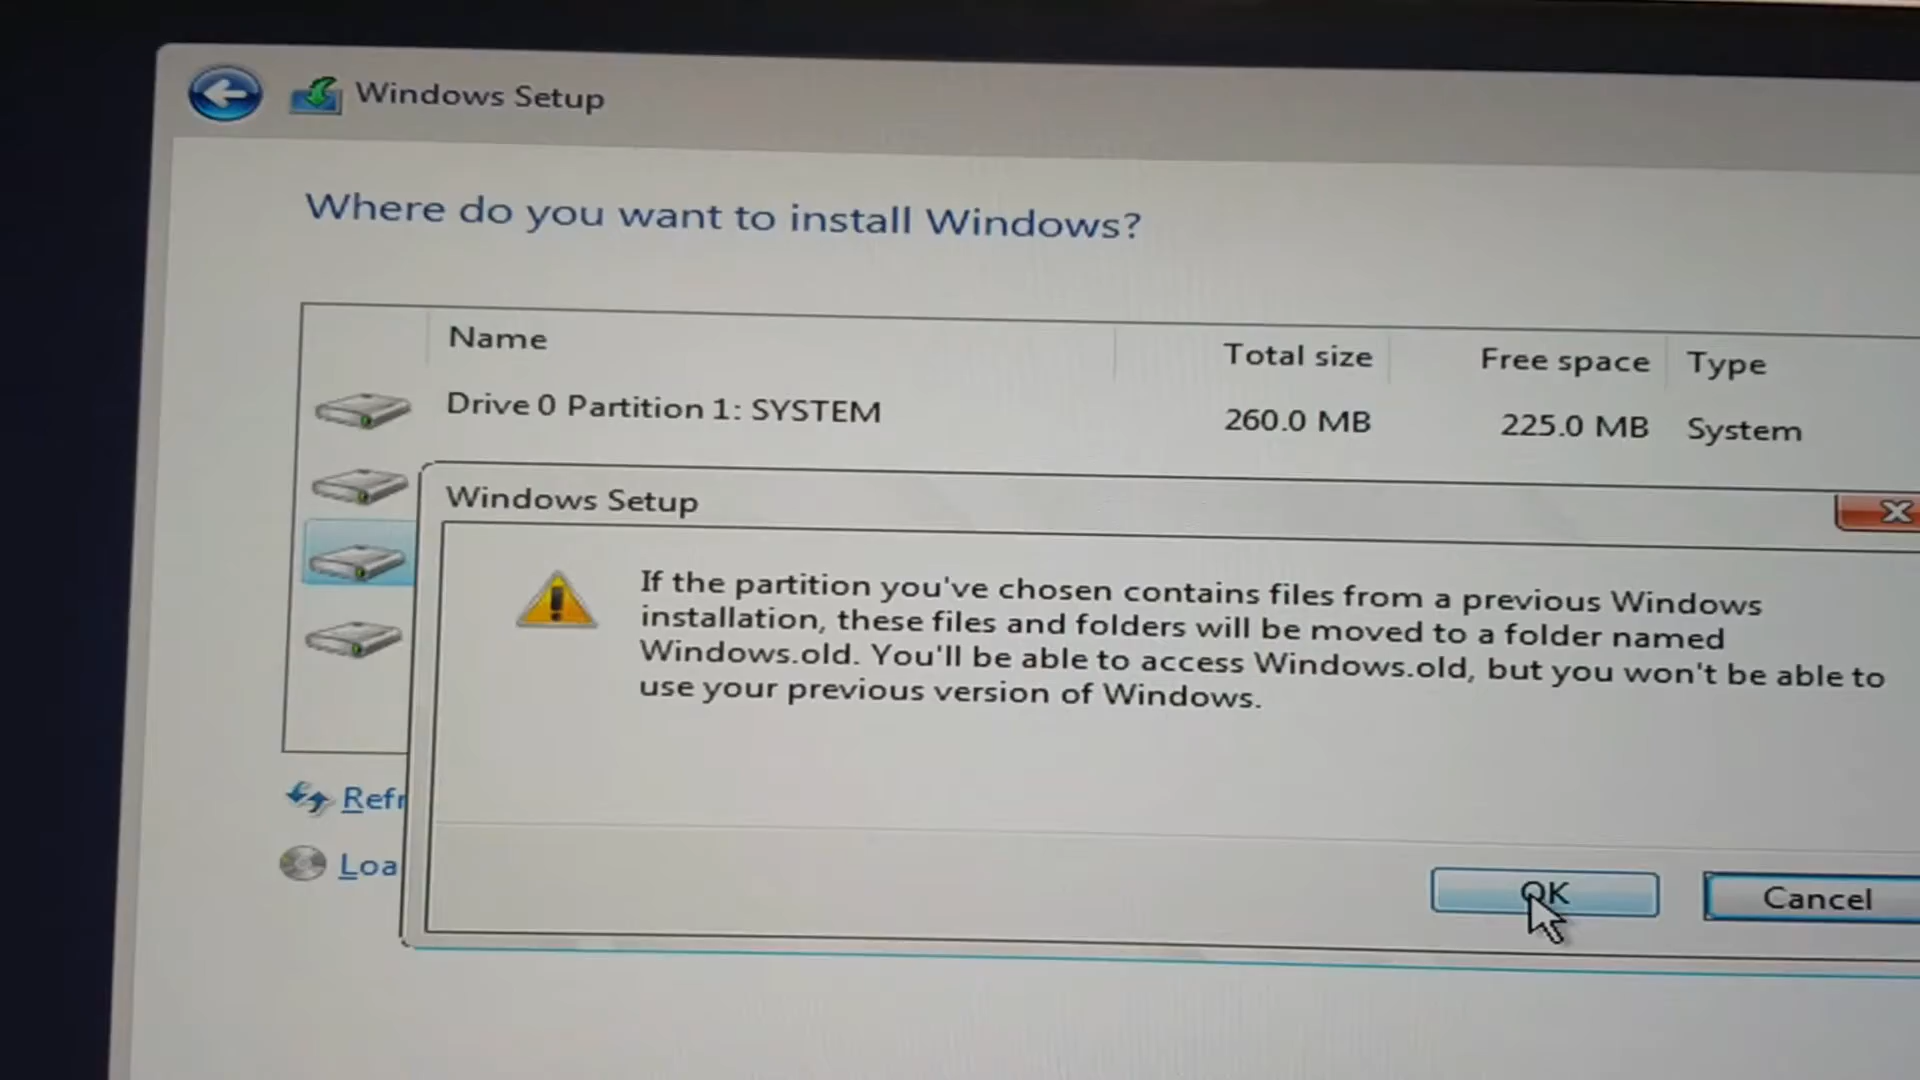 Windows Setup
Where do you want to install Windows?
Name Total size Free space Type
Drive 0 Partition 1: SYSTEM 260.0 MB 225.0 MB System
Windows Setup
If the partition you've chosen contains files from a previous Windows
installation, these files and folders will be moved to a folder named
Windows.old. You'll be able to access Windows.old, but you won't be able to
use your previous version of Windows.
Refr
Loa
OK Cancel